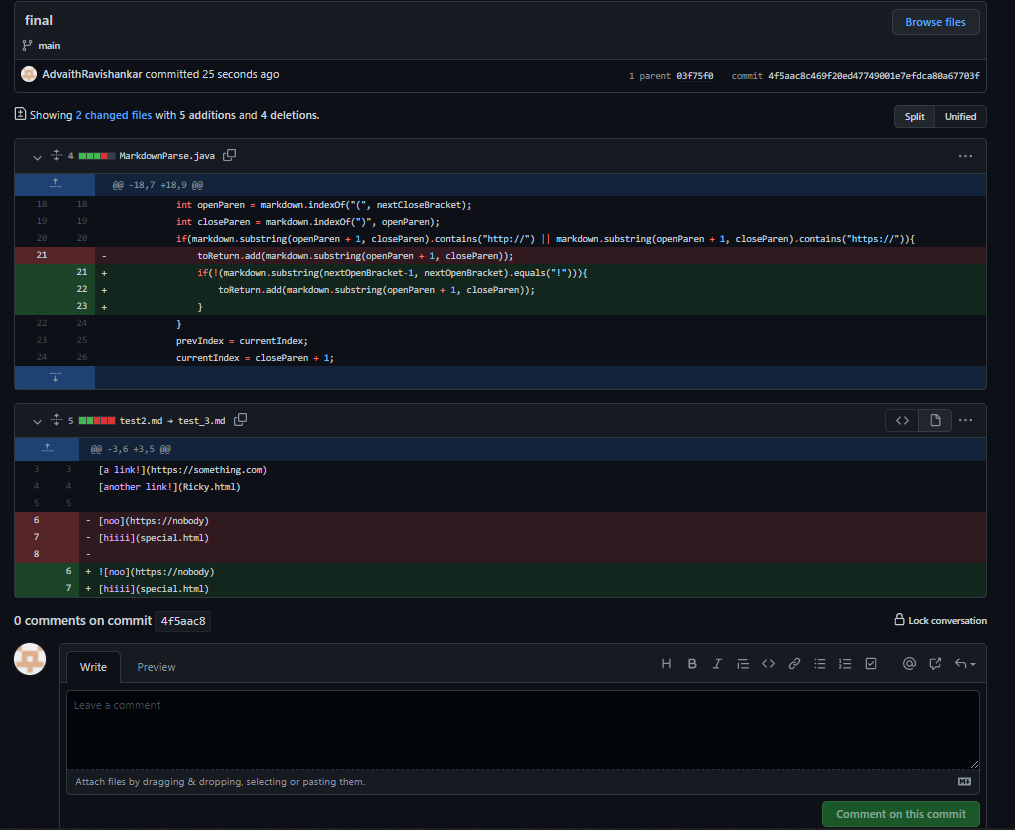 final
Browse files
main
AdvaithRavishankar committed 25 seconds ago
1 parent 03f75f0 commit 4f5aac8c469f20ed47749001e7efdca80a67703f
Showing 2 changed files with 5 additions and 4 deletions.
Split Unified
4 MarkdownParse.java
@@ -18,7 +18,9 @@
18 18 int openParen = markdown.indexOf("(", nextCloseBracket);
19 19 int closeParen = markdown.indexOf(")", openParen);
20 20 if(markdown.substring(openParen + 1, closeParen).contains("http://") || markdown.substring(openParen + 1, closeParen).contains("https://")){
21 - toReturn.add(markdown.substring(openParen + 1, closeParen));
21 + if(!(markdown.substring(nextOpenBracket-1, nextOpenBracket).equals("!"))){
22 + toReturn.add(markdown.substring(openParen + 1, closeParen));
23 + }
22 24 }
23 25 prevIndex = currentIndex;
24 26 currentIndex = closeParen + 1;
5 test2.md → test_3.md
@@ -3,6 +3,5 @@
3 3 [a link!](https://something.com)
4 4 [another link!](Ricky.html)
5 5
6 - [noo](https://nobody)
7 - [hiiii](special.html)
8 -
6 + ![noo](https://nobody)
7 + [hiiii](special.html)
0 comments on commit 4f5aac8
Lock conversation
Write Preview
Leave a comment
Attach files by dragging & dropping, selecting or pasting them.
Comment on this commit